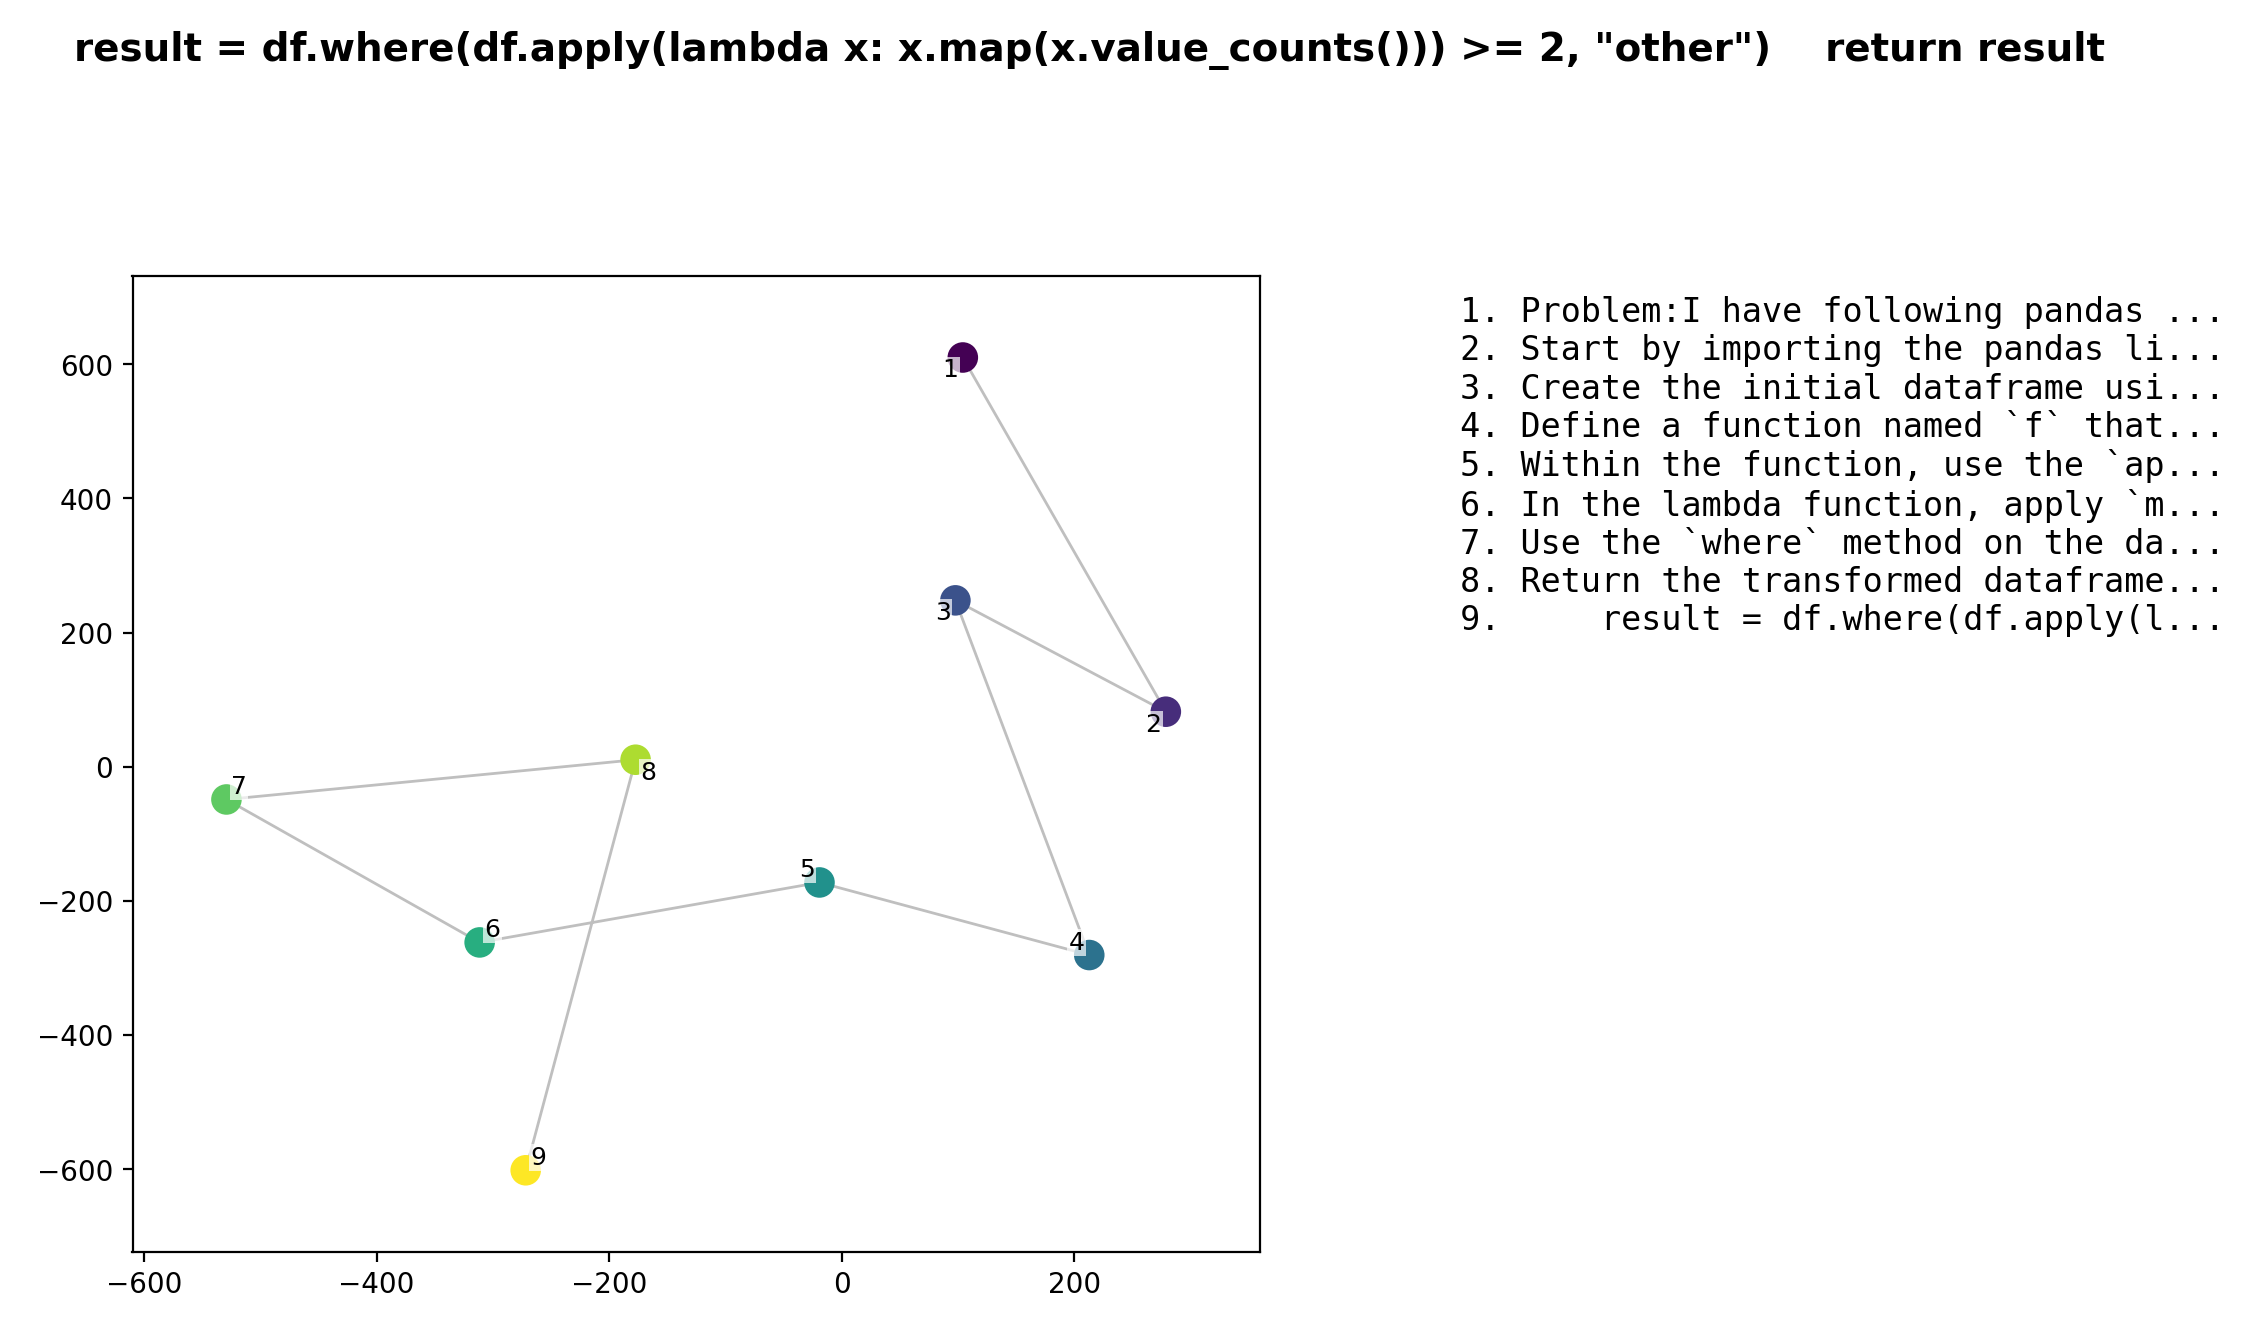 result = df.where(df.apply(lambda x: x.map(x.value_counts())) >= 2, "other")    return result
1. Problem:I have following pandas ...
2. Start by importing the pandas li...
3. Create the initial dataframe usi...
4. Define a function named `f` that...
5. Within the function, use the `ap...
6. In the lambda function, apply `m...
7. Use the `where` method on the da...
8. Return the transformed dataframe...
9.     result = df.where(df.apply(l...
600
400
200
0
−200
−400
−600
1
3
2
7
8
5
6
4
9
−600
−400
−200
0
200